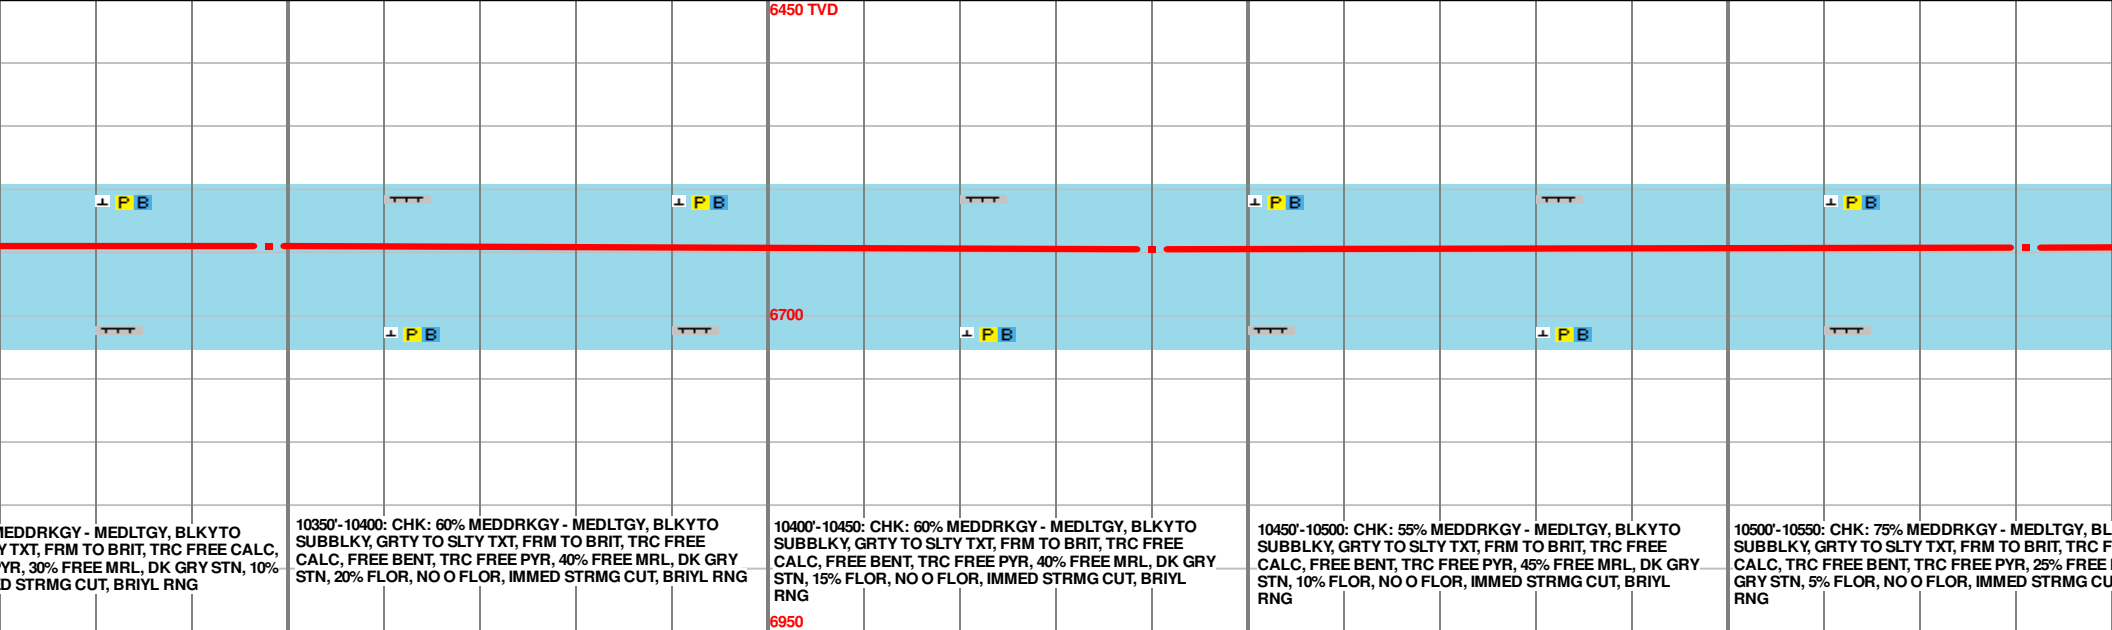 6450 TVD
⊥ P B
⊥ P B
⊥ P B
⊥ P B
6700
⊥ P B
⊥ P B
⊥ P B
MEDDRKGY - MEDLTGY, BLKY TO
Y TXT, FRM TO BRIT, TRC FREE CALC,
YR, 30% FREE MRL, DK GRY STN, 10%
D STRMG CUT, BRIYL RNG
10350'-10400: CHK: 60% MEDDRKGY - MEDLTGY, BLKY TO
SUBBLKY, GRTY TO SLTY TXT, FRM TO BRIT, TRC FREE
CALC, FREE BENT, TRC FREE PYR, 40% FREE MRL, DK GRY
STN, 20% FLOR, NO O FLOR, IMMED STRMG CUT, BRIYL RNG
10400'-10450: CHK: 60% MEDDRKGY - MEDLTGY, BLKY TO
SUBBLKY, GRTY TO SLTY TXT, FRM TO BRIT, TRC FREE
CALC, FREE BENT, TRC FREE PYR, 40% FREE MRL, DK GRY
STN, 15% FLOR, NO O FLOR, IMMED STRMG CUT, BRIYL
RNG
10450'-10500: CHK: 55% MEDDRKGY - MEDLTGY, BLKY TO
SUBBLKY, GRTY TO SLTY TXT, FRM TO BRIT, TRC FREE
CALC, FREE BENT, TRC FREE PYR, 45% FREE MRL, DK GRY
STN, 10% FLOR, NO O FLOR, IMMED STRMG CUT, BRIYL
RNG
10500'-10550: CHK: 75% MEDDRKGY - MEDLTGY, BL
SUBBLKY, GRTY TO SLTY TXT, FRM TO BRIT, TRC F
CALC, TRC FREE BENT, TRC FREE PYR, 25% FREE
GRY STN, 5% FLOR, NO O FLOR, IMMED STRMG CU
RNG
6950